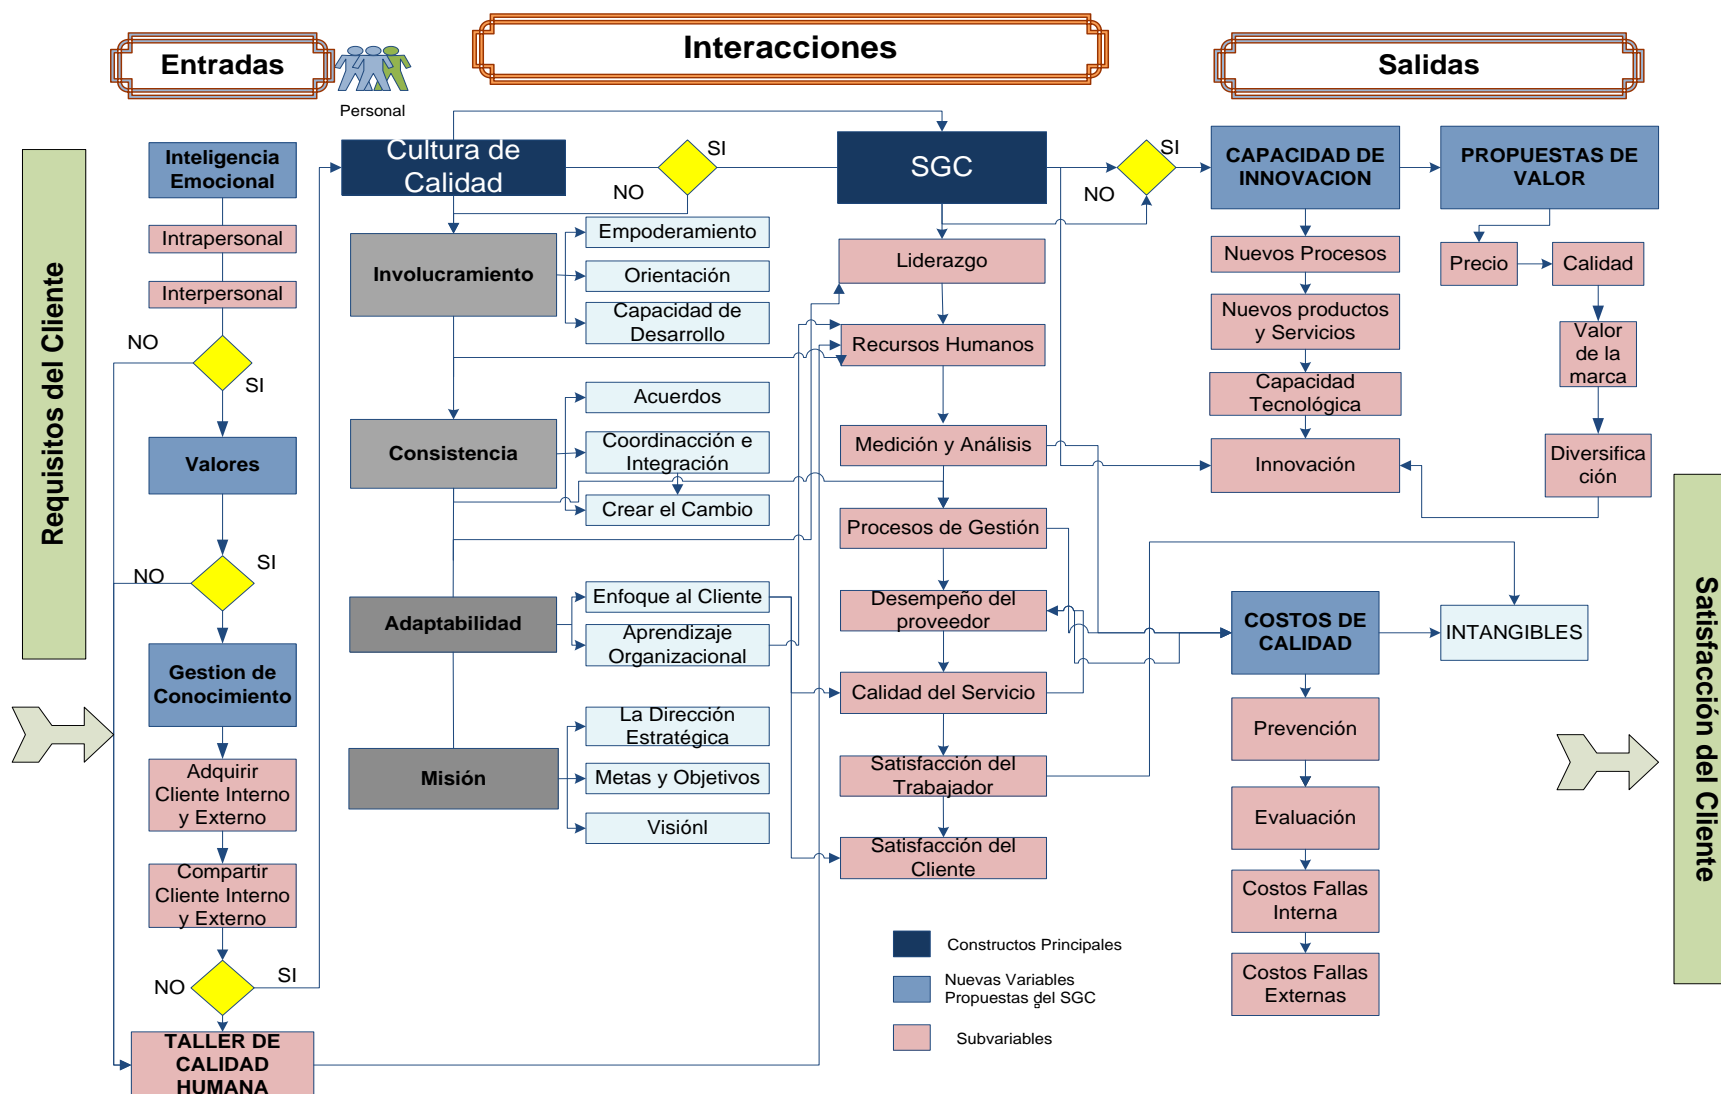 Entradas
Personal
Interacciones
Salidas
Requisitos del Cliente
Inteligencia
Emocional
Intrapersonal
Interpersonal
NO
SI
Valores
NO
SI
Gestion de
Conocimiento
Adquirir
Cliente Interno
y Externo
Compartir
Cliente Interno
y Externo
NO
SI
TALLER DE
CALIDAD
HUMANA
Cultura de
Calidad
SI
NO
Involucramiento
Empoderamiento
Orientación
Capacidad de
Desarrollo
Consistencia
Acuerdos
Coordinacción e
Integración
Crear el Cambio
Adaptabilidad
Enfoque al Cliente
Aprendizaje
Organizacional
Misión
La Dirección
Estratégica
Metas y Objetivos
Visiónl
SGC
SI
NO
Liderazgo
Recursos Humanos
Medición y Análisis
Procesos de Gestión
Desempeño del
proveedor
Calidad del Servicio
Satisfacción del
Trabajador
Satisfacción del
Cliente
Constructos Principales
Nuevas Variables
Propuestas del SGC
Subvariables
CAPACIDAD DE
INNOVACION
Nuevos Procesos
Nuevos productos
y Servicios
Capacidad
Tecnológica
Innovación
PROPUESTAS DE
VALOR
Precio
Calidad
Valor
de la
marca
Diversifica
ción
COSTOS DE
CALIDAD
INTANGIBLES
Prevención
Evaluación
Costos Fallas
Interna
Costos Fallas
Externas
Satisfacción del Cliente